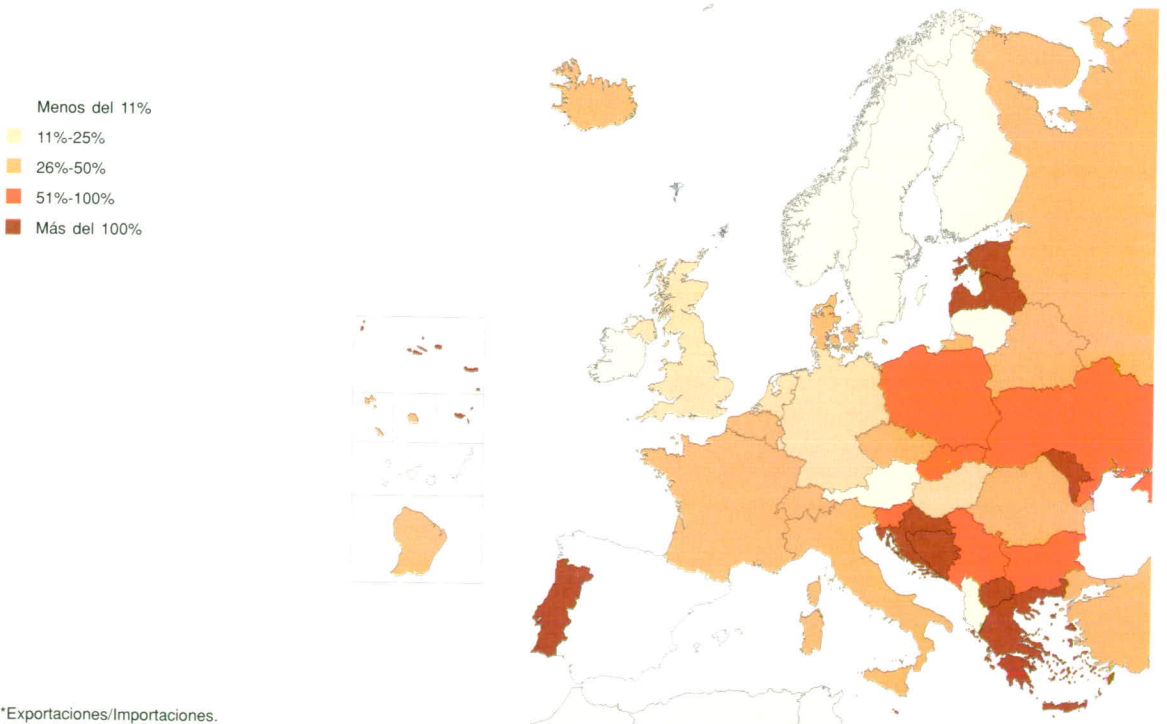 Menos del 11%
11%-25%
26%-50%
51%-100%
Más del 100%
*Exportaciones/Importaciones.